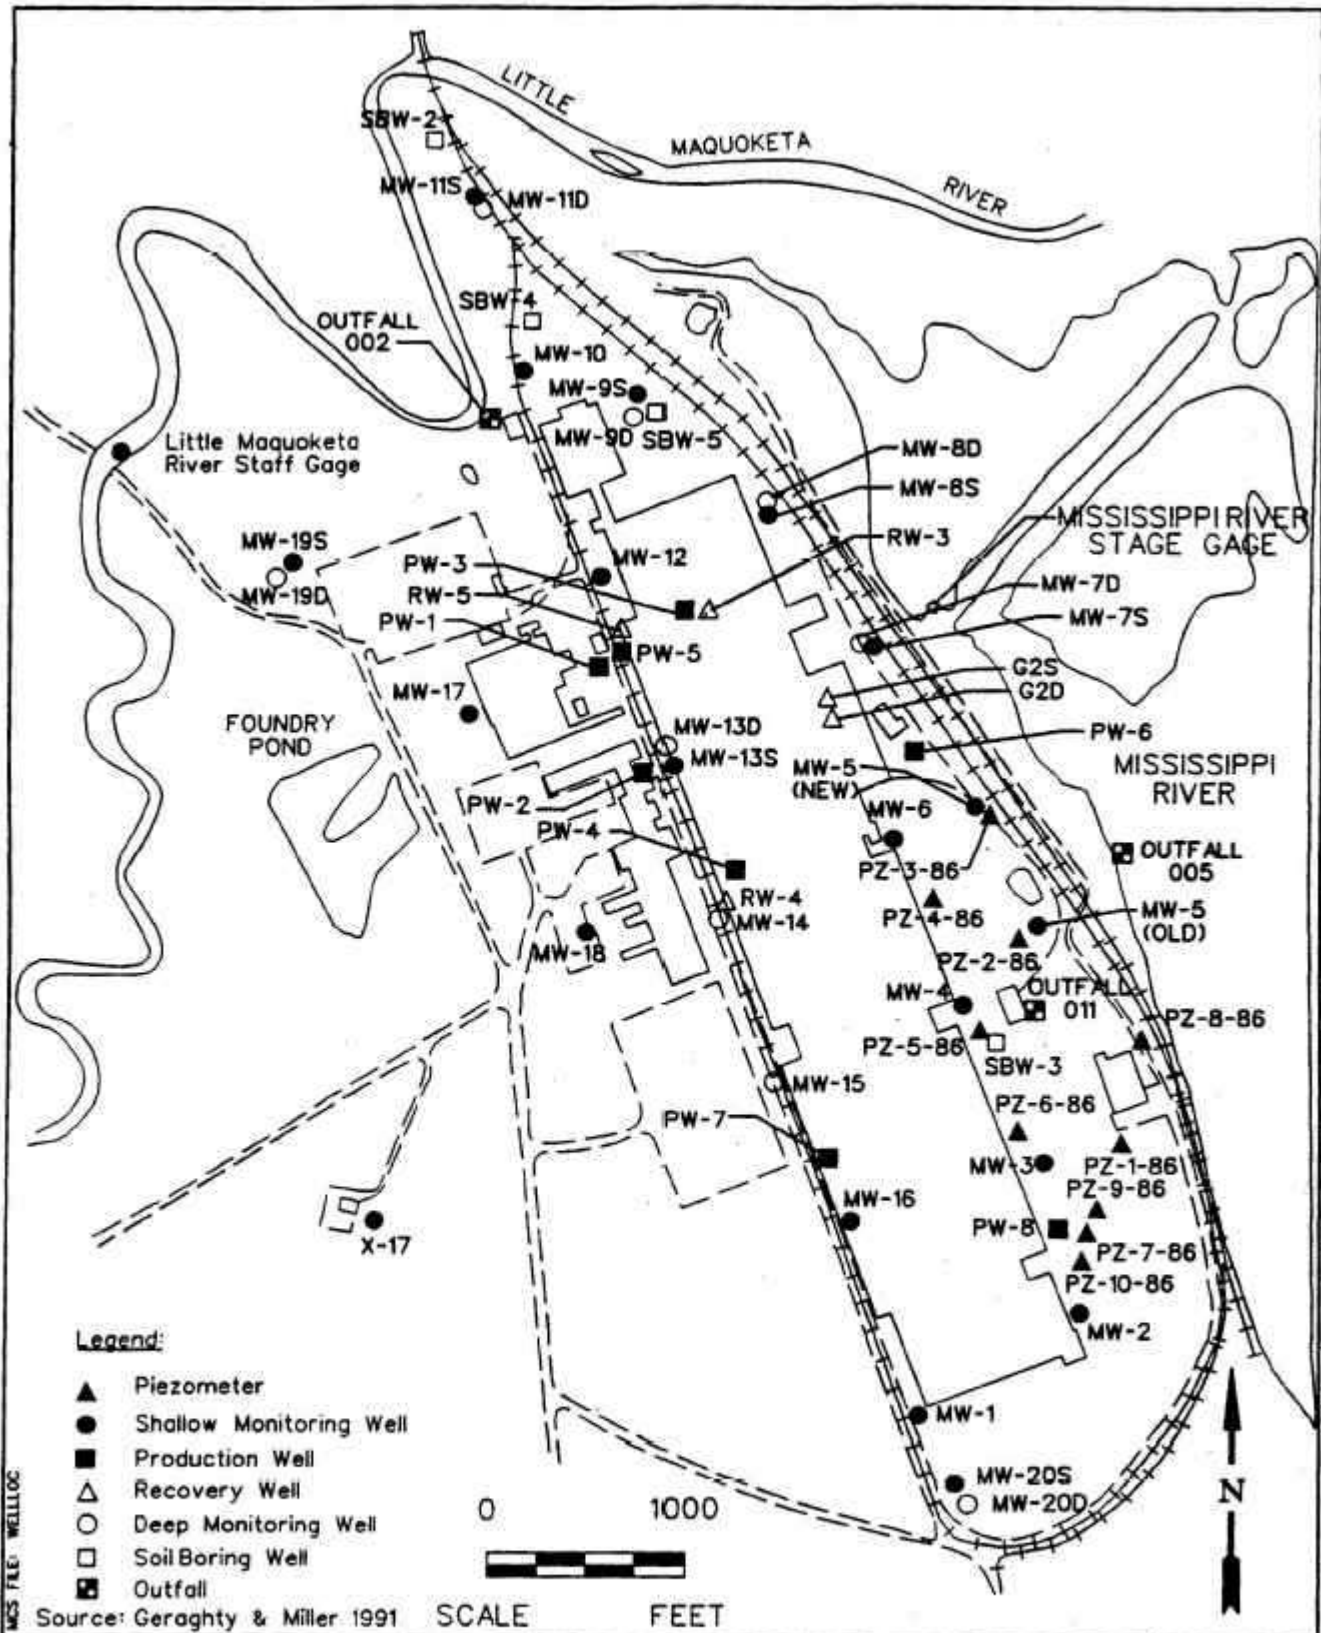 LITTLE
MAQUOKETA
RIVER
SBW-2
MW-11S
MW-11D
SBW-4
OUTFALL
002
MW-10
MW-9S
MW-9D
SBW-5
Little Maquoketa
River Staff Gage
MW-8D
MW-8S
MISSISSIPPI RIVER
STAGE GAGE
RW-3
MW-19S
MW-19D
PW-3
MW-12
RW-5
PW-1
PW-5
MW-7D
MW-7S
G2S
G2D
MW-17
FOUNDRY
POND
MW-13D
MW-13S
PW-6
MW-5
(NEW)
MISSISSIPPI
RIVER
PW-2
MW-6
PW-4
PZ-3-86
OUTFALL
005
RW-4
MW-14
PZ-4-86
MW-5
(OLD)
MW-18
PZ-2-86
MW-4
OUTFALL
011
PZ-8-86
PZ-5-86
SBW-3
MW-15
PZ-6-86
PW-7
MW-3
PZ-1-86
PZ-9-86
MW-16
PW-8
X-17
PZ-7-86
PZ-10-86
MW-2
Legend:
Piezometer
Shallow Monitoring Well
Production Well
Recovery Well
Deep Monitoring Well
Soil Boring Well
Outfall
MW-1
MW-20S
MW-20D
N
0 1000
SCALE FEET
Source: Geraghty & Miller 1991
MCS FILE: WELLLOC